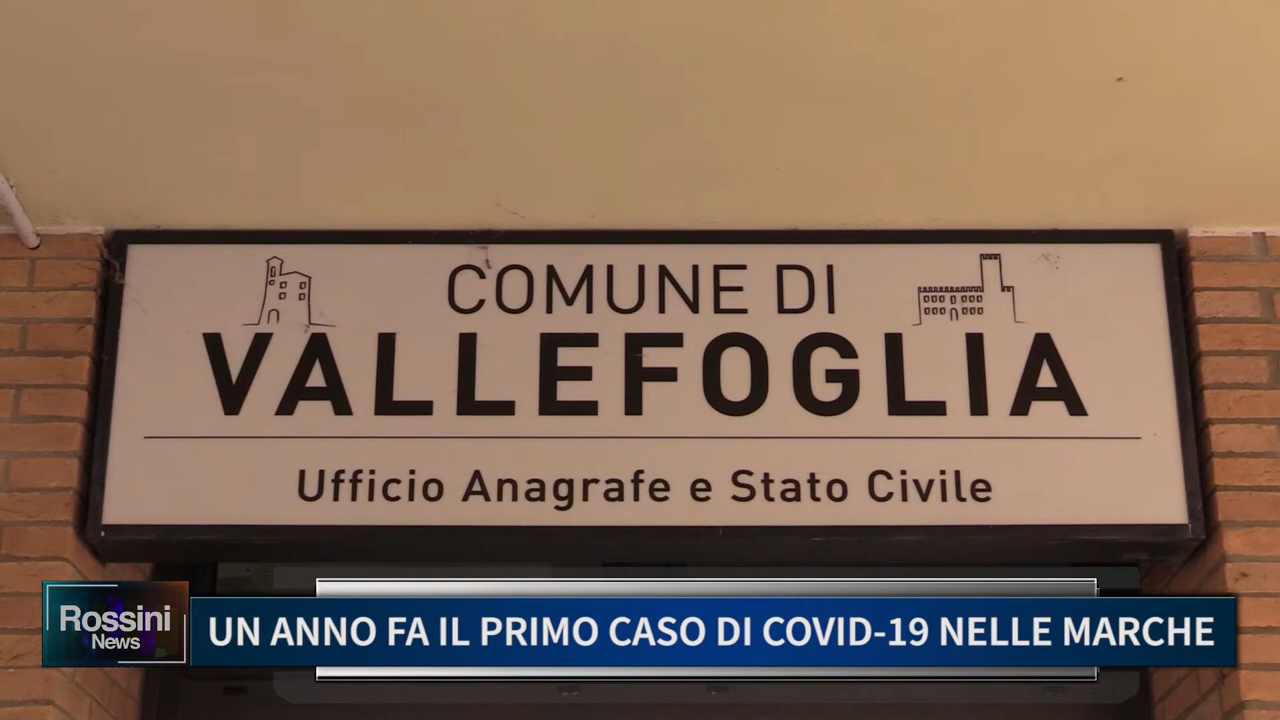 COMUNE DI
VALLEFOGLIA
Ufficio Anagrafe e Stato Civile
Rossini
News
UN ANNO FA IL PRIMO CASO DI COVID-19 NELLE MARCHE